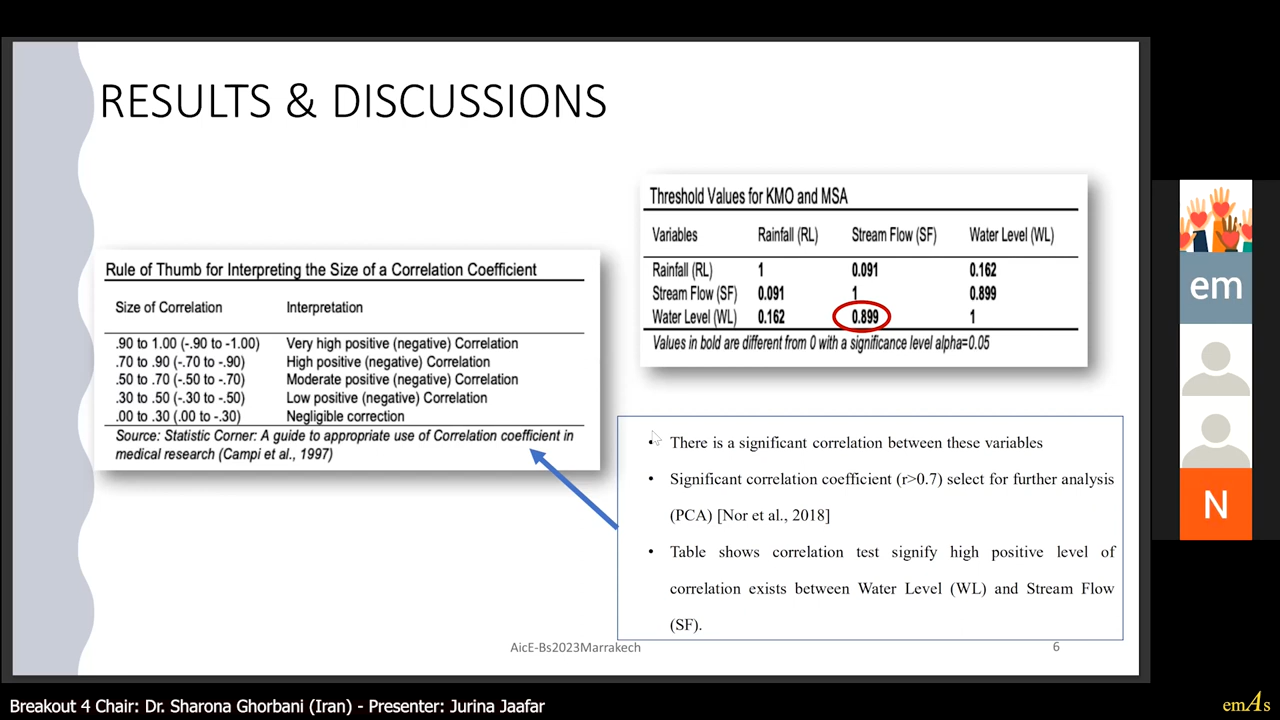 RESULTS & DISCUSSIONS
Threshold Values for KMO and MSA
Variables Rainfall (RL) Stream Flow (SF) Water Level (WL)
Rainfall (RL) 1 0.091 0.162
Stream Flow (SF) 0.091 1 0.899
Water Level (WL) 0.162 0.899 1
Values in bold are different from 0 with a significance level alpha=0.05
Rule of Thumb for Interpreting the Size of a Correlation Coefficient
Size of Correlation Interpretation
.90 to 1.00 (-.90 to -1.00) Very high positive (negative) Correlation
.70 to .90 (-.70 to -.90) High positive (negative) Correlation
.50 to .70 (-.50 to -.70) Moderate positive (negative) Correlation
.30 to .50 (-.30 to -.50) Low positive (negative) Correlation
.00 to .30 (.00 to -.30) Negligible correction
Source: Statistic Corner: A guide to appropriate use of Correlation coefficient in
medical research (Campi et al., 1997)
• There is a significant correlation between these variables
• Significant correlation coefficient (r>0.7) select for further analysis
(PCA) [Nor et al., 2018]
• Table shows correlation test signify high positive level of
correlation exists between Water Level (WL) and Stream Flow
(SF).
AicE-Bs2023Marrakech
6
em
N
Breakout 4 Chair: Dr. Sharona Ghorbani (Iran) - Presenter: Jurina Jaafar
emAs